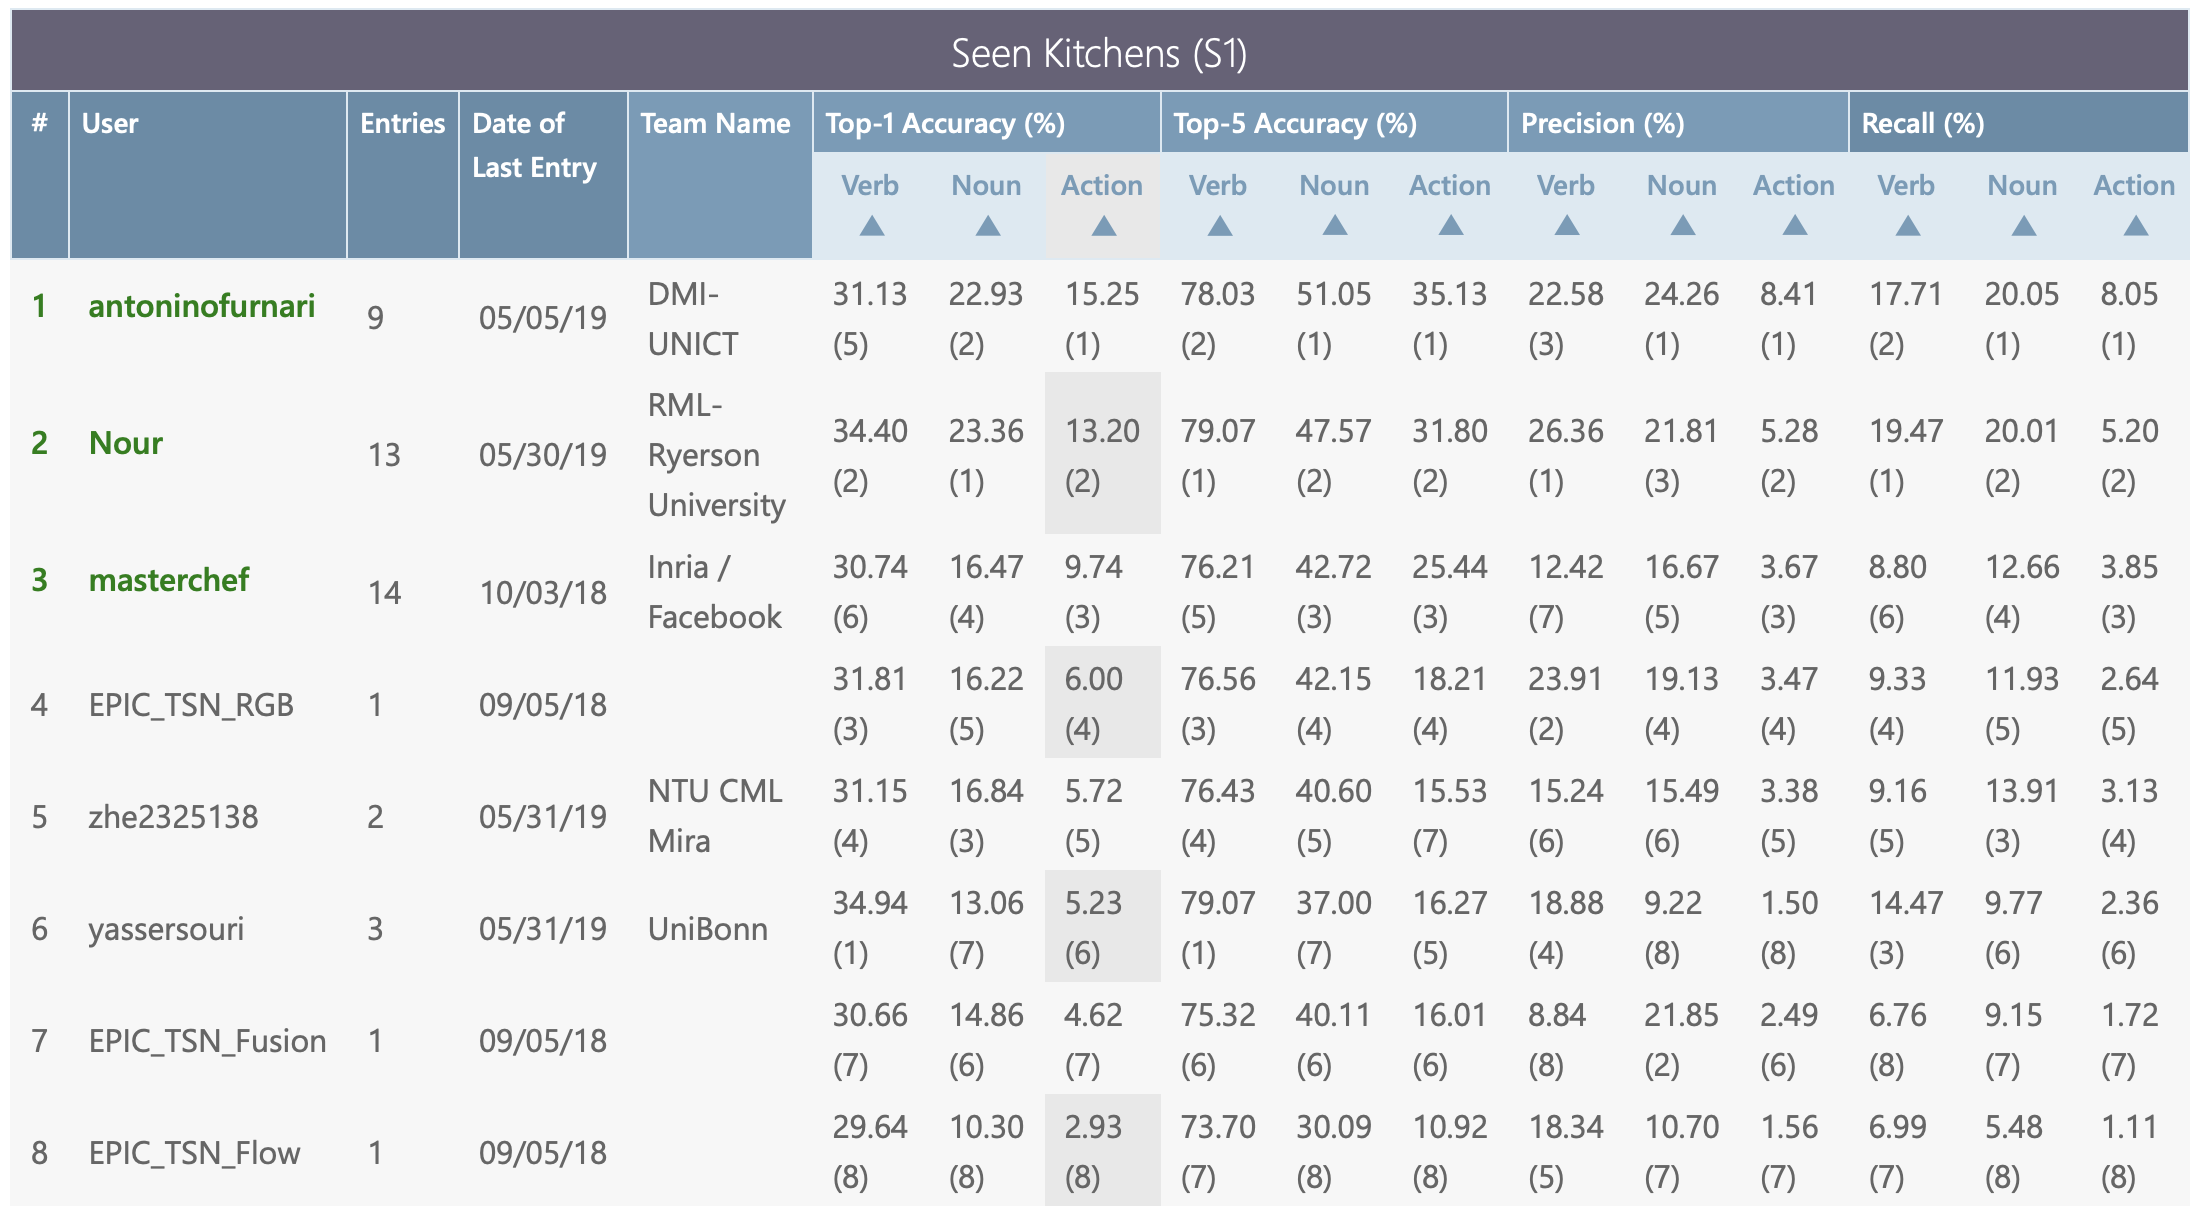 Seen Kitchens (S1)
# User Entries Date of Last Entry Team Name Top-1 Accuracy (%) Top-5 Accuracy (%) Precision (%) Recall (%)
Verb Noun Action Verb Noun Action Verb Noun Action Verb Noun Action
▲ ▲ ▲ ▲ ▲ ▲ ▲ ▲ ▲ ▲ ▲ ▲
1 antoninofurnari 9 05/05/19 DMI-UNICT 31.13 (5) 22.93 (2) 15.25 (1) 78.03 (2) 51.05 (1) 35.13 (1) 22.58 (3) 24.26 (1) 8.41 (1) 17.71 (2) 20.05 (1) 8.05 (1)
2 Nour 13 05/30/19 RML-Ryerson University 34.40 (2) 23.36 (1) 13.20 (2) 79.07 (1) 47.57 (2) 31.80 (2) 26.36 (1) 21.81 (3) 5.28 (2) 19.47 (1) 20.01 (2) 5.20 (2)
3 masterchef 14 10/03/18 Inria / Facebook 30.74 (6) 16.47 (4) 9.74 (3) 76.21 (5) 42.72 (3) 25.44 (3) 12.42 (7) 16.67 (5) 3.67 (3) 8.80 (6) 12.66 (4) 3.85 (3)
4 EPIC_TSN_RGB 1 09/05/18 31.81 (3) 16.22 (5) 6.00 (4) 76.56 (3) 42.15 (4) 18.21 (4) 23.91 (2) 19.13 (4) 3.47 (4) 9.33 (4) 11.93 (5) 2.64 (5)
5 zhe2325138 2 05/31/19 NTU CML Mira 31.15 (4) 16.84 (3) 5.72 (5) 76.43 (4) 40.60 (5) 15.53 (7) 15.24 (6) 15.49 (6) 3.38 (5) 9.16 (5) 13.91 (3) 3.13 (4)
6 yassersouri 3 05/31/19 UniBonn 34.94 (1) 13.06 (7) 5.23 (6) 79.07 (1) 37.00 (7) 16.27 (5) 18.88 (4) 9.22 (8) 1.50 (8) 14.47 (3) 9.77 (6) 2.36 (6)
7 EPIC_TSN_Fusion 1 09/05/18 30.66 (7) 14.86 (6) 4.62 (7) 75.32 (6) 40.11 (6) 16.01 (6) 8.84 (8) 21.85 (2) 2.49 (6) 6.76 (8) 9.15 (7) 1.72 (7)
8 EPIC_TSN_Flow 1 09/05/18 29.64 (8) 10.30 (8) 2.93 (8) 73.70 (7) 30.09 (8) 10.92 (8) 18.34 (5) 10.70 (7) 1.56 (7) 6.99 (7) 5.48 (8) 1.11 (8)